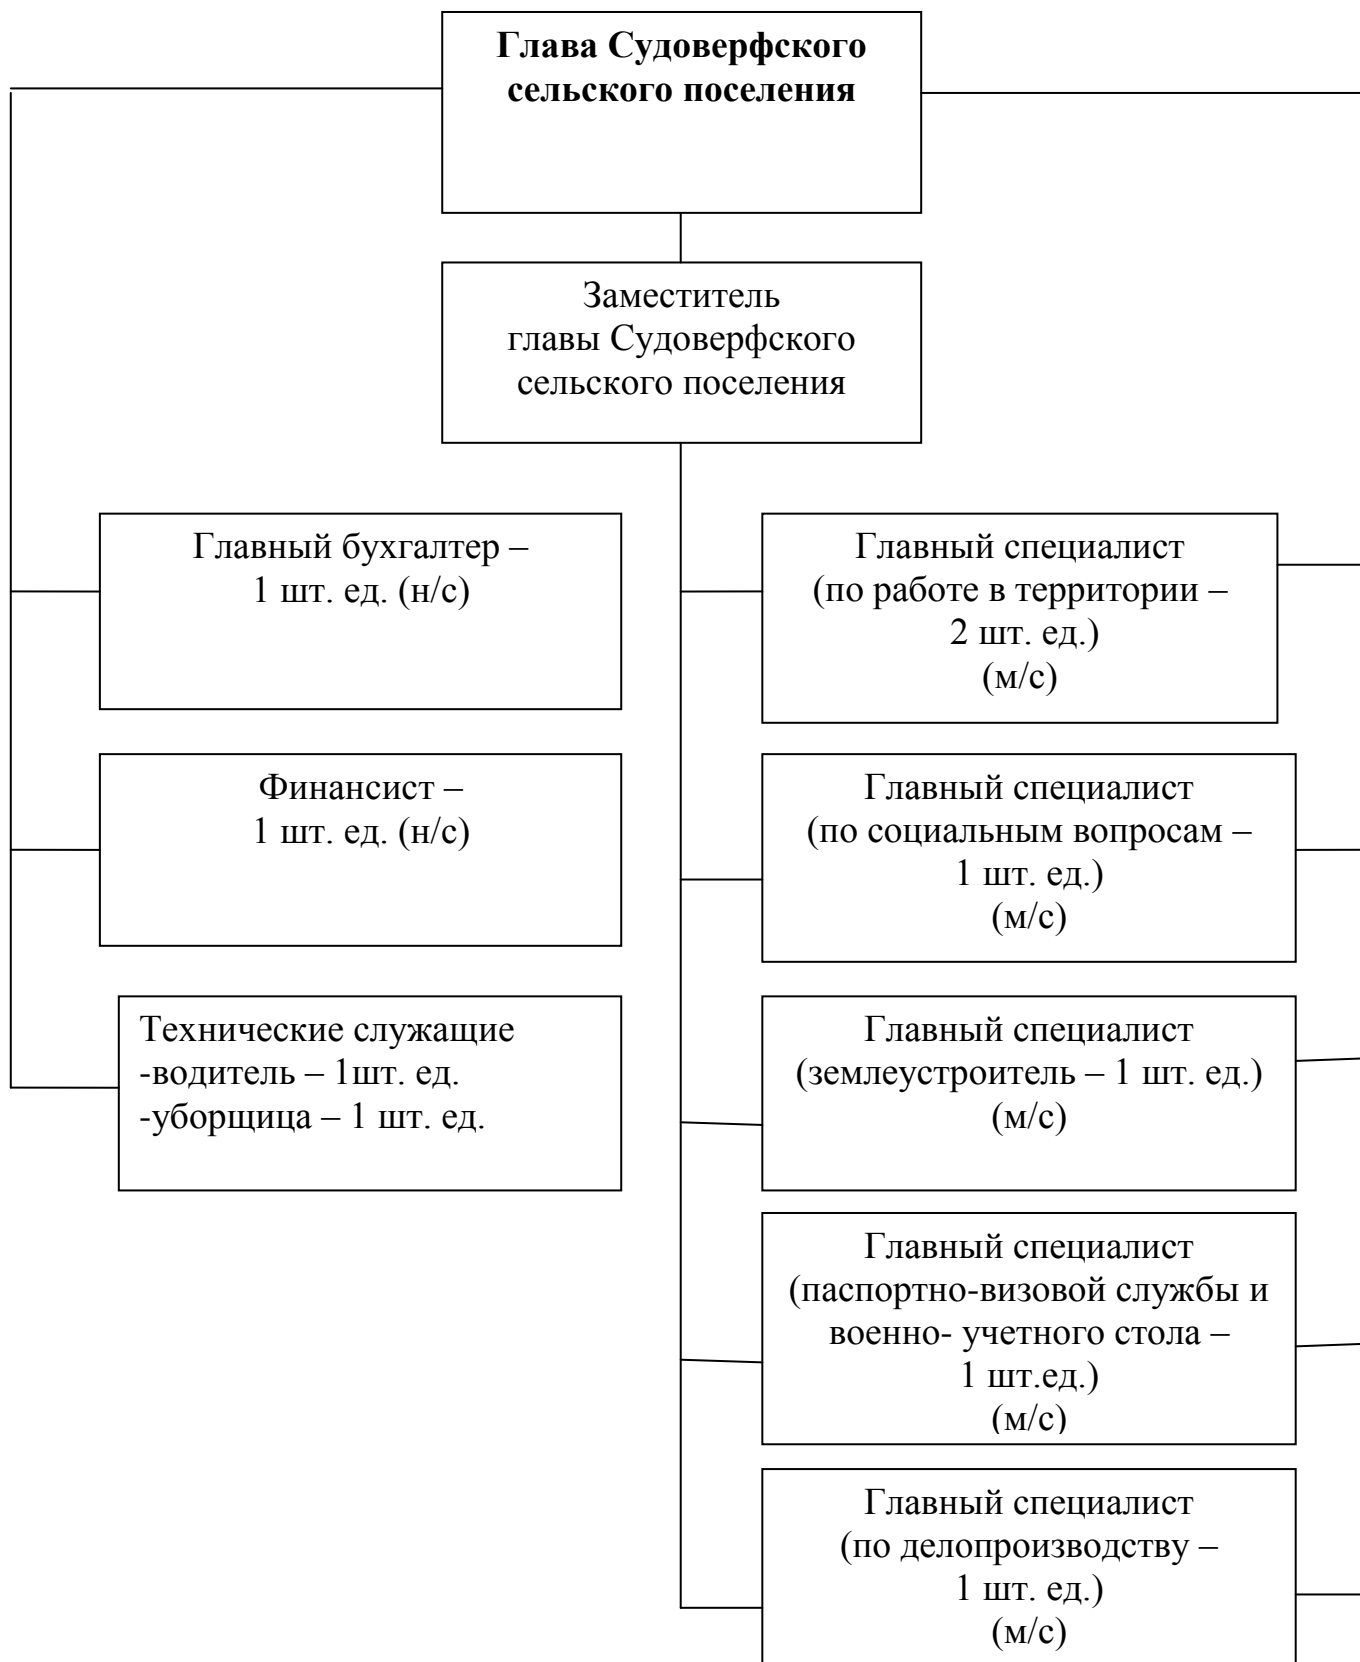 Глава Судоверфского
сельского поселения
Заместитель
главы Судоверфского
сельского поселения
Главный бухгалтер –
1 шт. ед. (н/с)
Финансист –
1 шт. ед. (н/с)
Технические служащие
-водитель – 1шт. ед.
-уборщица – 1 шт. ед.
Главный специалист
(по работе в территории –
2 шт. ед.)
(м/с)
Главный специалист
(по социальным вопросам –
1 шт. ед.)
(м/с)
Главный специалист
(землеустроитель – 1 шт. ед.)
(м/с)
Главный специалист
(паспортно-визовой службы и
военно- учетного стола –
1 шт.ед.)
(м/с)
Главный специалист
(по делопроизводству –
1 шт. ед.)
(м/с)